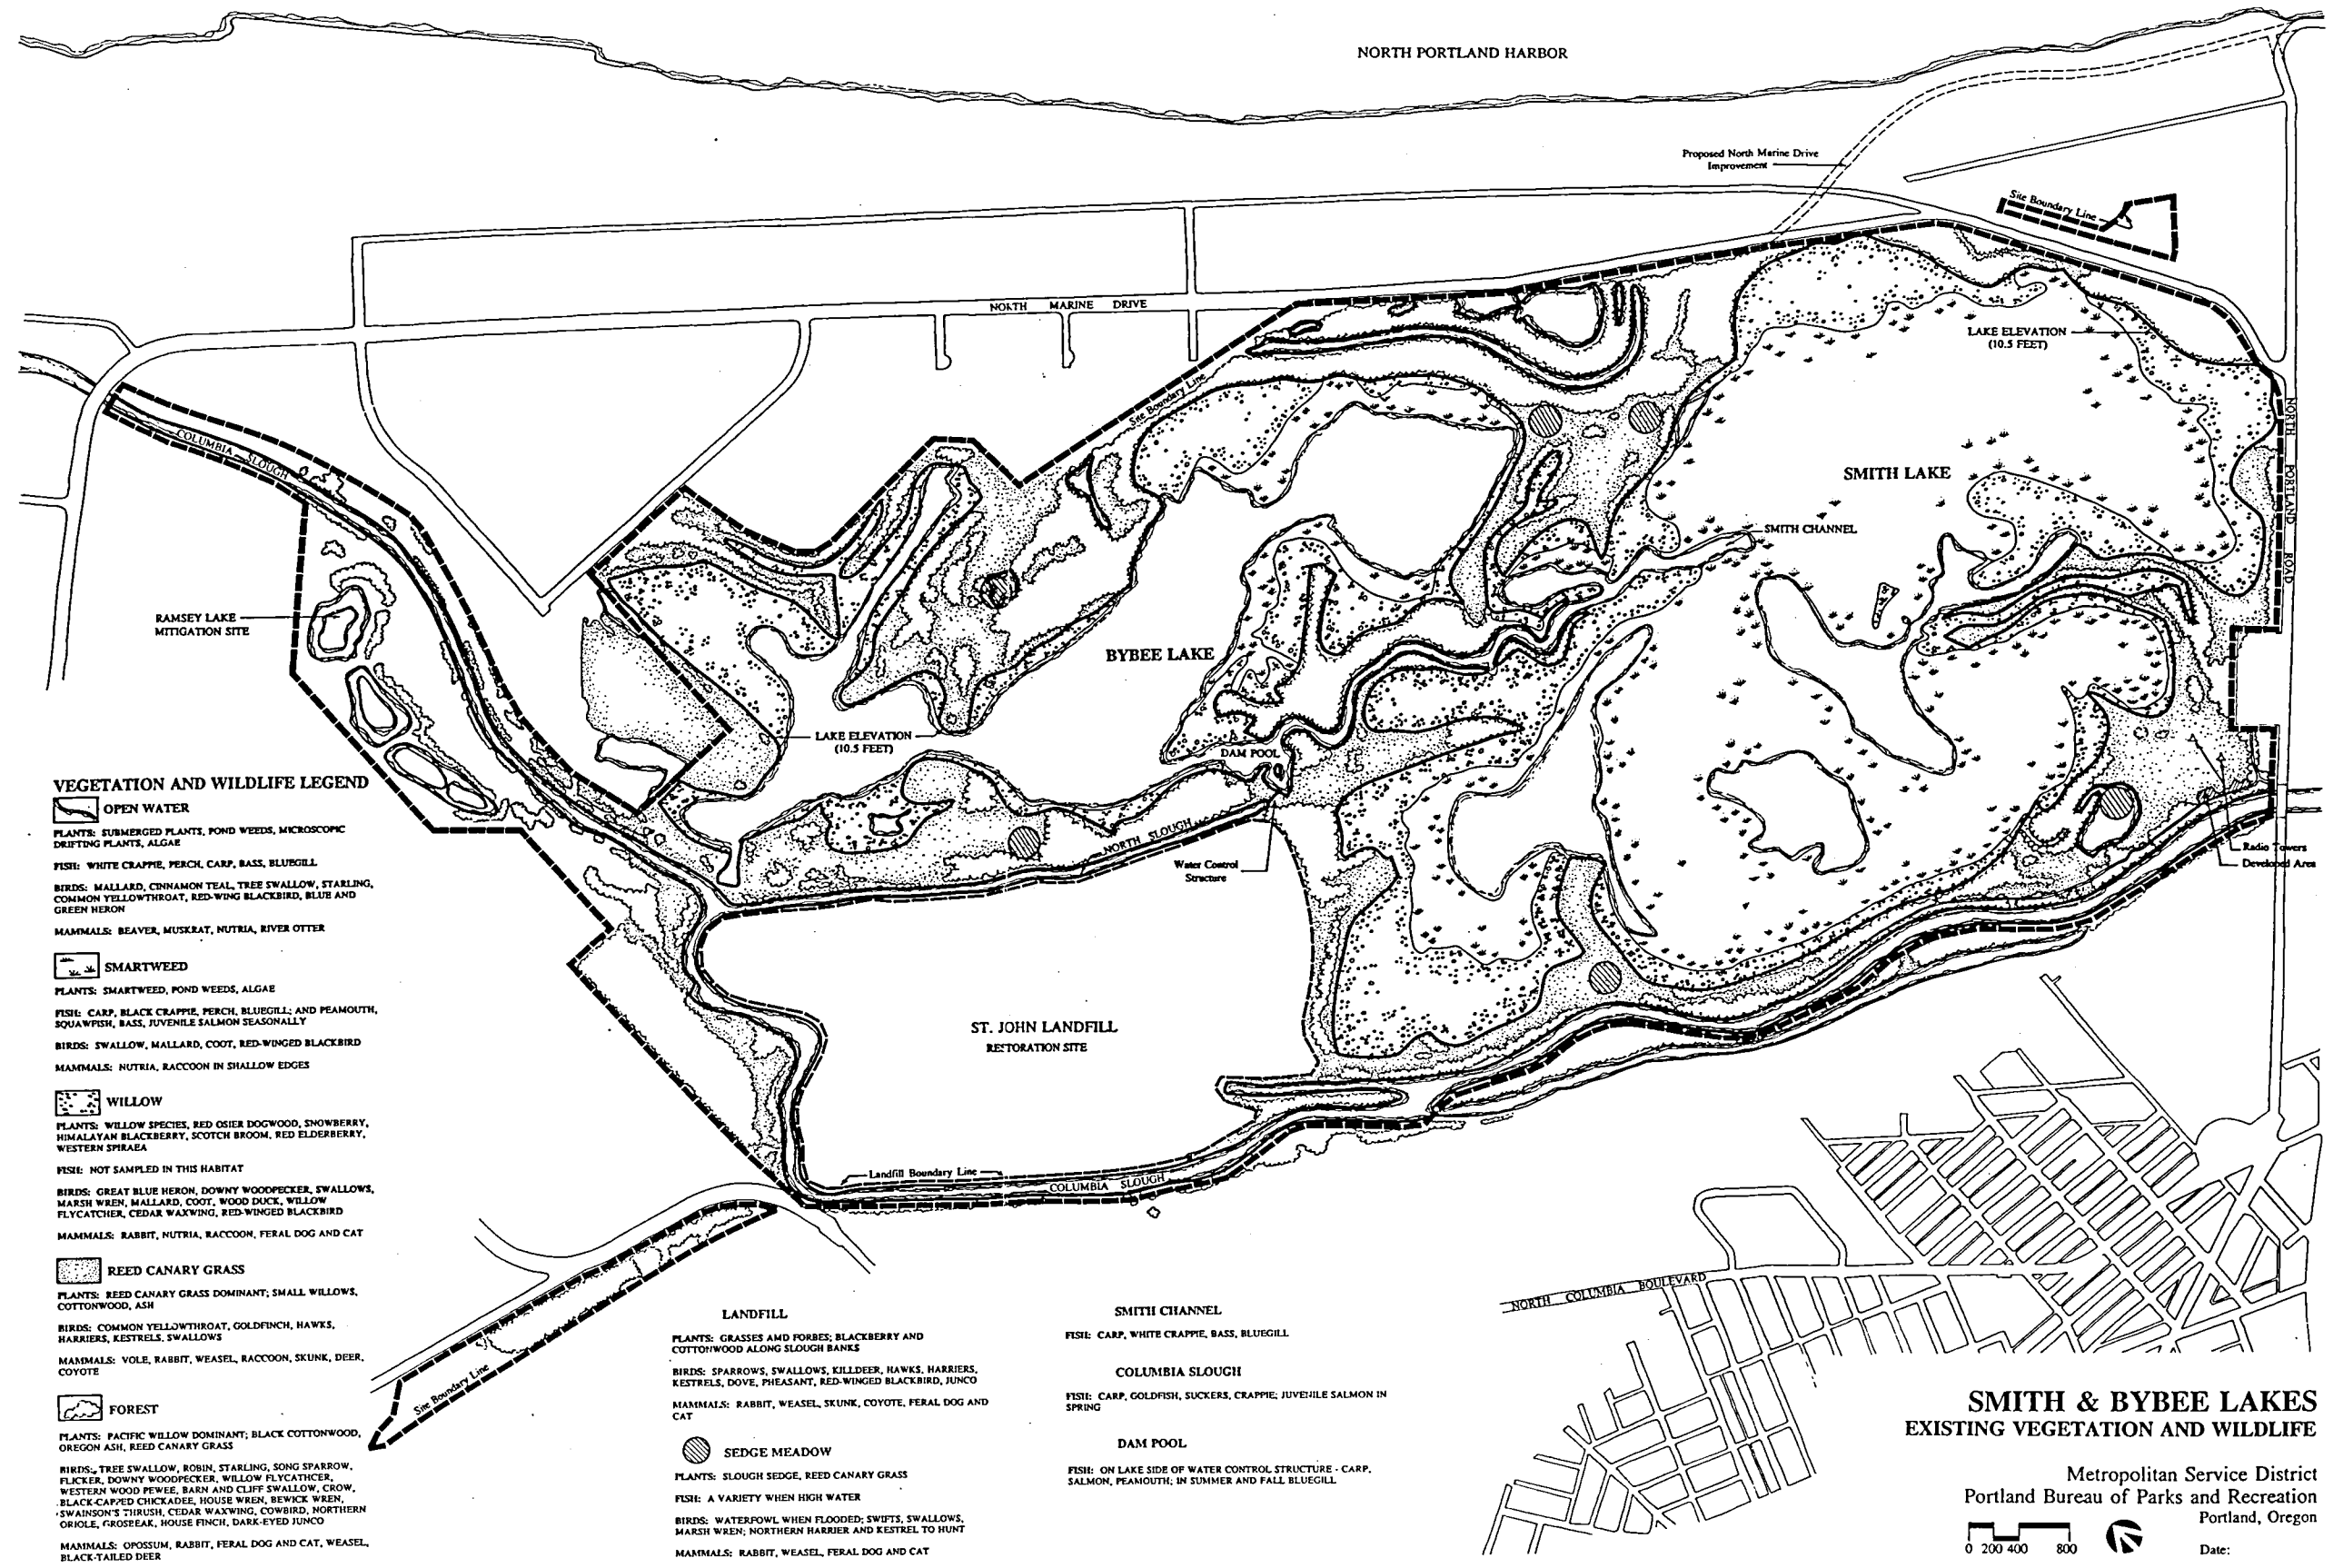 NORTH PORTLAND HARBOR
Proposed North Marine Drive
Improvement
Site Boundary Line
NORTH MARINE DRIVE
LAKE ELEVATION
(10.5 FEET)
Site Boundary Line
COLUMBIA SLOUGH
NORTH PORTLAND ROAD
SMITH LAKE
SMITH CHANNEL
RAMSEY LAKE
MITIGATION SITE
BYBEE LAKE
LAKE ELEVATION
(10.5 FEET)
DAM POOL
NORTH SLOUGH
Water Control
Structure
Radio Towers
Developed Area
ST. JOHN LANDFILL
RESTORATION SITE
Landfill Boundary Line
COLUMBIA SLOUGH
NORTH COLUMBIA BOULEVARD
Site Boundary Line
VEGETATION AND WILDLIFE LEGEND
OPEN WATER
PLANTS: SUBMERGED PLANTS, POND WEEDS, MICROSCOPIC
DRIFTING PLANTS, ALGAE
FISH: WHITE CRAPPIE, PERCH, CARP, BASS, BLUEGILL
BIRDS: MALLARD, CINNAMON TEAL, TREE SWALLOW, STARLING,
COMMON YELLOWTHROAT, RED-WING BLACKBIRD, BLUE AND
GREEN HERON
MAMMALS: BEAVER, MUSKRAT, NUTRIA, RIVER OTTER
SMARTWEED
PLANTS: SMARTWEED, POND WEEDS, ALGAE
FISH: CARP, BLACK CRAPPIE, PERCH, BLUEGILL; AND PEAMOUTH,
SQUAWFISH, BASS, JUVENILE SALMON SEASONALLY
BIRDS: SWALLOW, MALLARD, COOT, RED-WINGED BLACKBIRD
MAMMALS: NUTRIA, RACCOON IN SHALLOW EDGES
WILLOW
PLANTS: WILLOW SPECIES, RED OSIER DOGWOOD, SNOWBERRY,
HIMALAYAN BLACKBERRY, SCOTCH BROOM, RED ELDERBERRY,
WESTERN SPIRAEA
FISH: NOT SAMPLED IN THIS HABITAT
BIRDS: GREAT BLUE HERON, DOWNY WOODPECKER, SWALLOWS,
MARSH WREN, MALLARD, COOT, WOOD DUCK, WILLOW
FLYCATCHER, CEDAR WAXWING, RED-WINGED BLACKBIRD
MAMMALS: RABBIT, NUTRIA, RACCOON, FERAL DOG AND CAT
REED CANARY GRASS
PLANTS: REED CANARY GRASS DOMINANT; SMALL WILLOWS,
COTTONWOOD, ASH
BIRDS: COMMON YELLOWTHROAT, GOLDFINCH, HAWKS,
HARRIERS, KESTRELS, SWALLOWS
MAMMALS: VOLE, RABBIT, WEASEL, RACCOON, SKUNK, DEER,
COYOTE
FOREST
PLANTS: PACIFIC WILLOW DOMINANT; BLACK COTTONWOOD,
OREGON ASH, REED CANARY GRASS
BIRDS: TREE SWALLOW, ROBIN, STARLING, SONG SPARROW,
FLICKER, DOWNY WOODPECKER, WILLOW FLYCATHCER,
WESTERN WOOD PEWEE, BARN AND CLIFF SWALLOW, CROW,
BLACK-CAPPED CHICKADEE, HOUSE WREN, BEWICK WREN,
SWAINSON'S THRUSH, CEDAR WAXWING, COWBIRD, NORTHERN
ORIOLE, GROSBEAK, HOUSE FINCH, DARK-EYED JUNCO
MAMMALS: OPOSSUM, RABBIT, FERAL DOG AND CAT, WEASEL,
BLACK-TAILED DEER
LANDFILL
PLANTS: GRASSES AMD FORBES; BLACKBERRY AND
COTTONWOOD ALONG SLOUGH BANKS
BIRDS: SPARROWS, SWALLOWS, KILLDEER, HAWKS, HARRIERS,
KESTRELS, DOVE, PHEASANT, RED-WINGED BLACKBIRD, JUNCO
MAMMALS: RABBIT, WEASEL, SKUNK, COYOTE, FERAL DOG AND
CAT
SEDGE MEADOW
PLANTS: SLOUGH SEDGE, REED CANARY GRASS
FISH: A VARIETY WHEN HIGH WATER
BIRDS: WATERFOWL WHEN FLOODED; SWIFTS, SWALLOWS,
MARSH WREN; NORTHERN HARRIER AND KESTREL TO HUNT
MAMMALS: RABBIT, WEASEL, FERAL DOG AND CAT
SMITH CHANNEL
FISH: CARP, WHITE CRAPPIE, BASS, BLUEGILL
COLUMBIA SLOUGH
FISH: CARP, GOLDFISH, SUCKERS, CRAPPIE; JUVENILE SALMON IN
SPRING
DAM POOL
FISH: ON LAKE SIDE OF WATER CONTROL STRUCTURE - CARP,
SALMON, PEAMOUTH; IN SUMMER AND FALL BLUEGILL
SMITH & BYBEE LAKES
EXISTING VEGETATION AND WILDLIFE
Metropolitan Service District
Portland Bureau of Parks and Recreation
Portland, Oregon
0 200 400 800
Date: